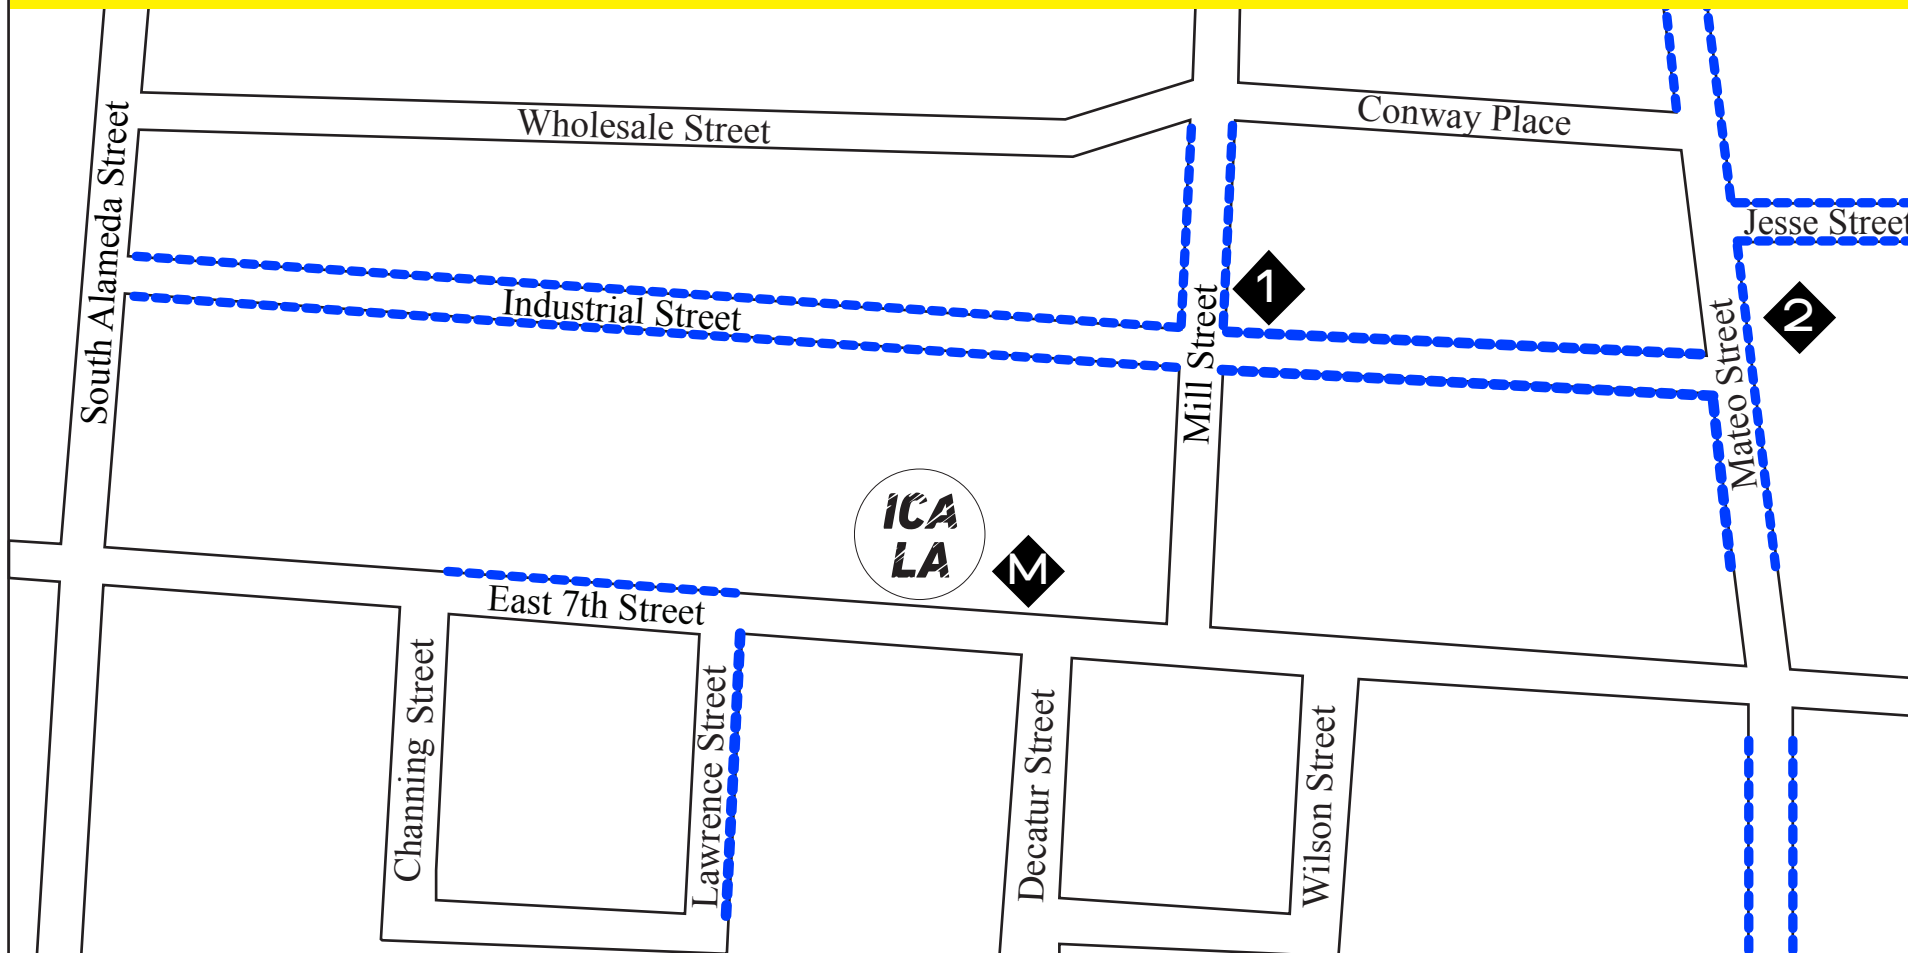 Wholesale Street
Conway Place
South Alameda Street
Jesse Street
Industrial Street
1
2
Mill Street
Mateo Street
ICA
LA
M
East 7th Street
Channing Street
Lawrence Street
Decatur Street
Wilson Street